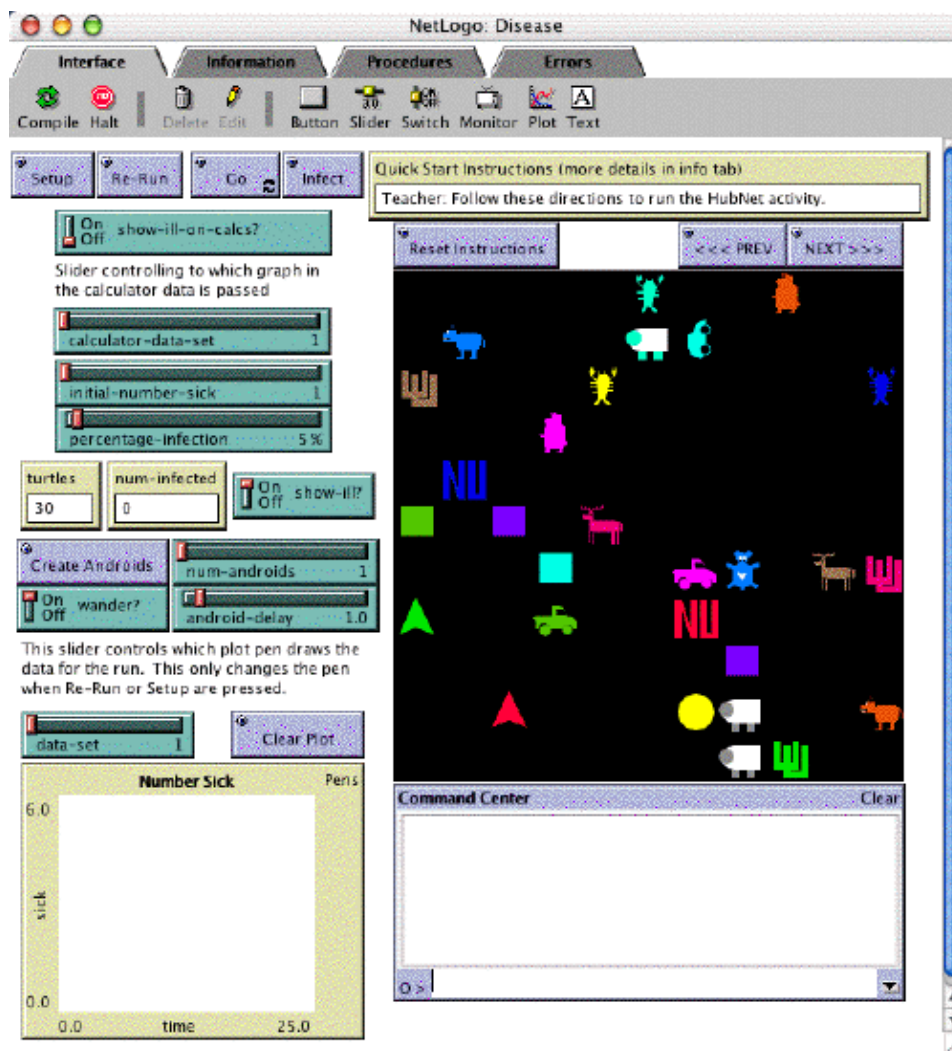 NetLogo: Disease
Interface Information Procedures Errors
Compile Halt Delete Edit Button Slider Switch Monitor Plot Text
Setup Re-Run Go Infect
Quick Start Instructions (more details in info tab)
Teacher: Follow these directions to run the HubNet activity.
On
Off
show-ill-on-calcs?
Reset Instructions <<< PREV NEXT >>>
Slider controlling to which graph in
the calculator data is passed
calculator-data-set 1
initial-number-sick 1
percentage-infection 5 %
turtles
30
num-infected
0
On
Off
show-ill?
Create Androids
num-androids 1
On
Off
wander?
android-delay 1.0
This slider controls which plot pen draws the
data for the run. This only changes the pen
when Re-Run or Setup are pressed.
data-set 1
Clear Plot
NU
NU
Number Sick Pens
6.0
sick
0.0
0.0 time 25.0
Command Center Clear
O>